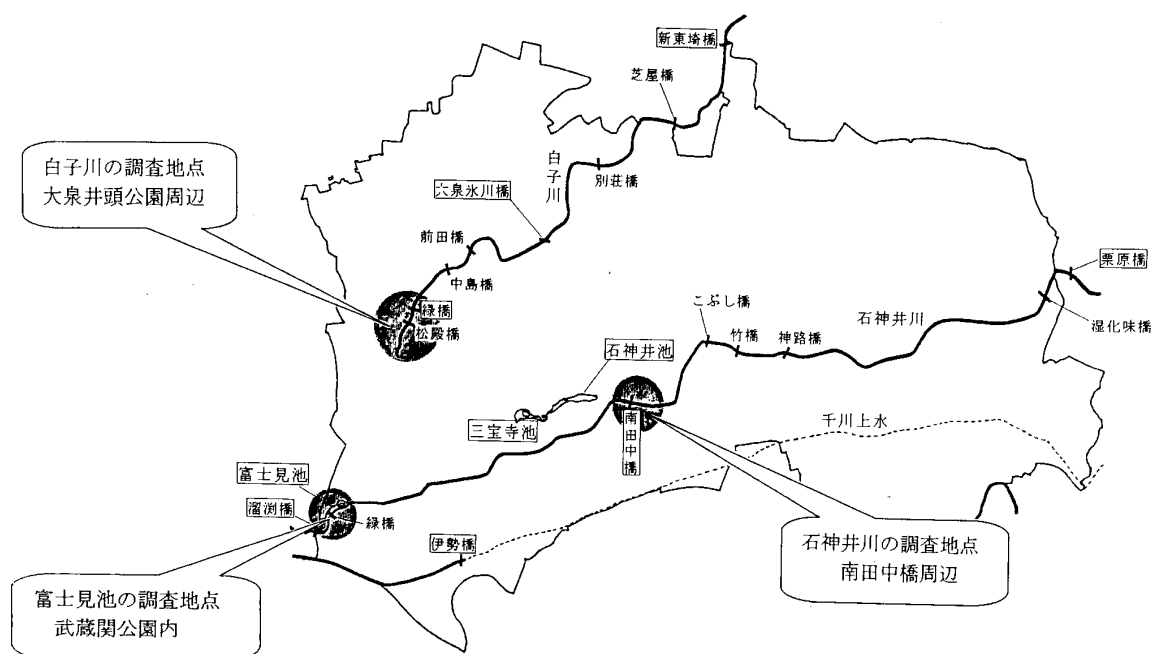 新東埼橋
芝屋橋
白子川の調査地点
大泉井頭公園周辺
白子川
別荘橋
大泉氷川橋
前田橋
中島橋
緑橋
松殿橋
栗原橋
湿化味橋
石神井川
こぶし橋
竹橋
神路橋
石神井池
三宝寺池
南田中橋
千川上水
富士見池
溜渕橋
緑橋
伊勢橋
石神井川の調査地点
南田中橋周辺
富士見池の調査地点
武蔵関公園内